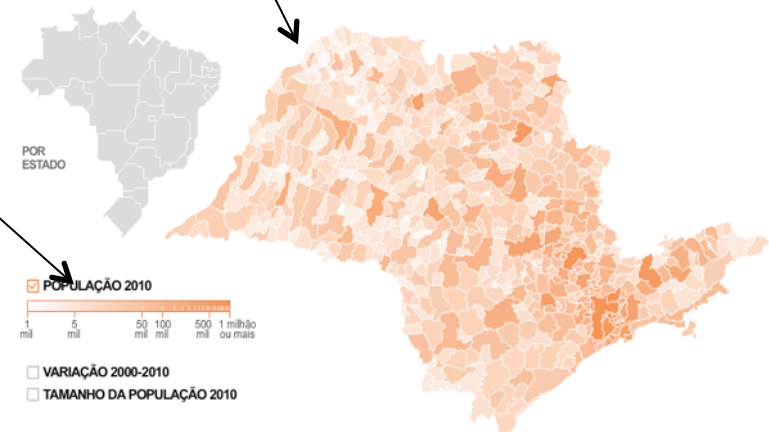 POR
ESTADO
POPULAÇÃO 2010
1 5 50 100 500 1 milhão
mil mil mil mil mil ou mais
VARIAÇÃO 2000-2010
TAMANHO DA POPULAÇÃO 2010